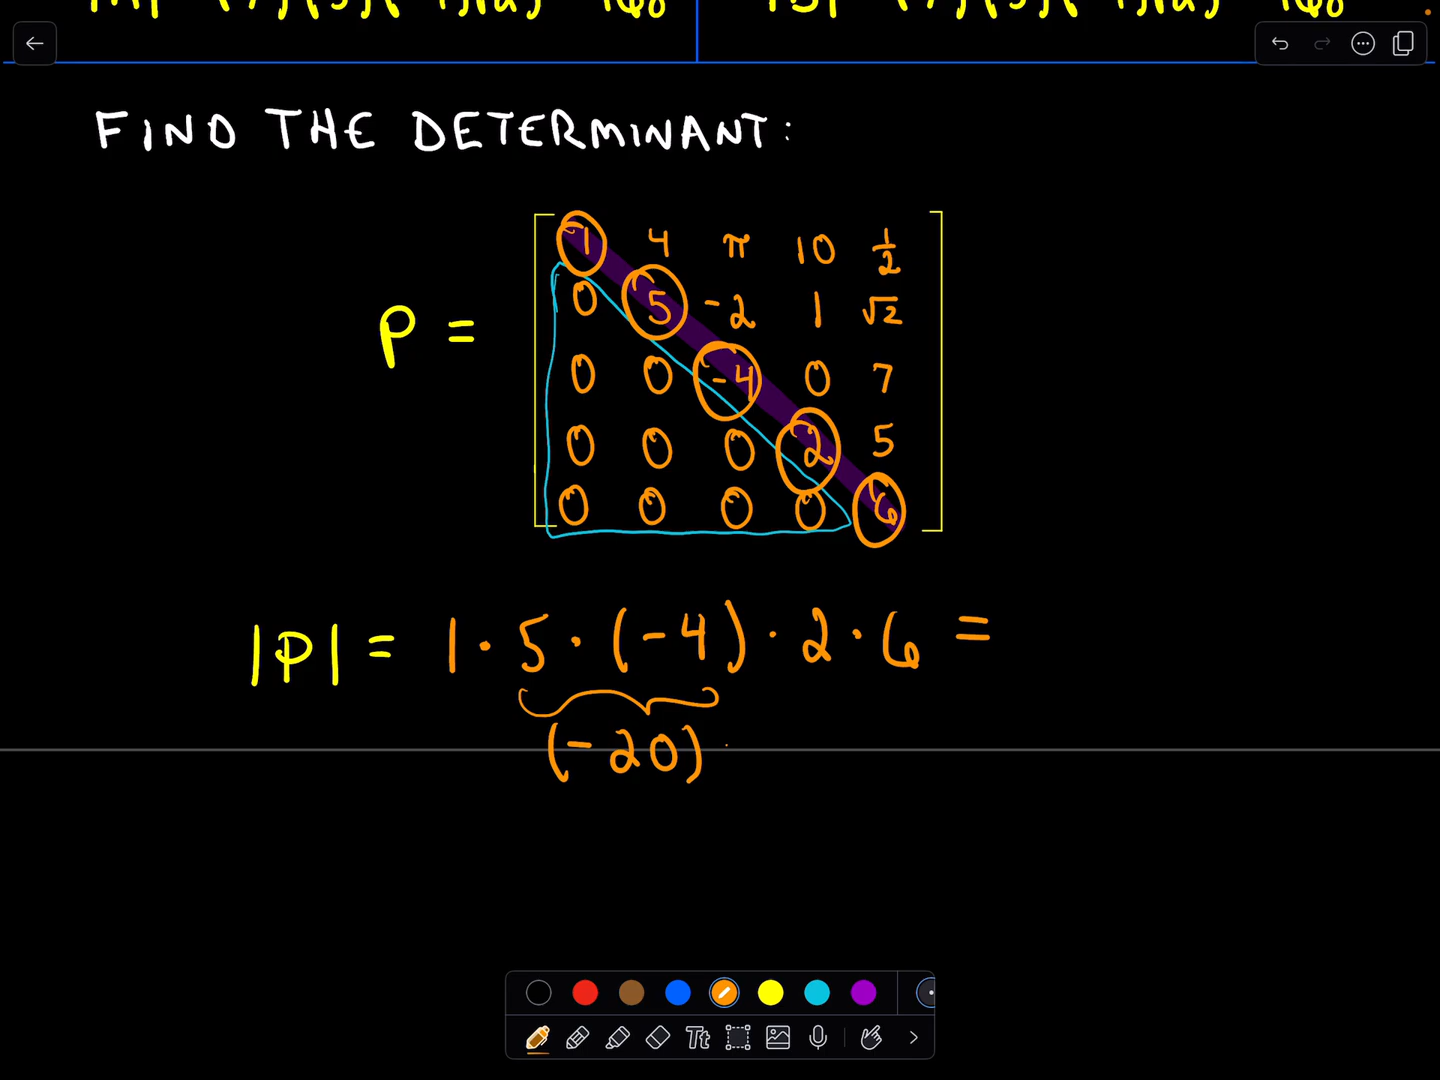 FIND THE DETERMINANT:
P = [ 1 4 π 10 1/2
0 5 -2 1 √2
0 0 -4 0 7
0 0 0 2 5
0 0 0 0 6 ]
|P| = 1 · 5 · (-4) · 2 · 6 =
(-20)
Tt